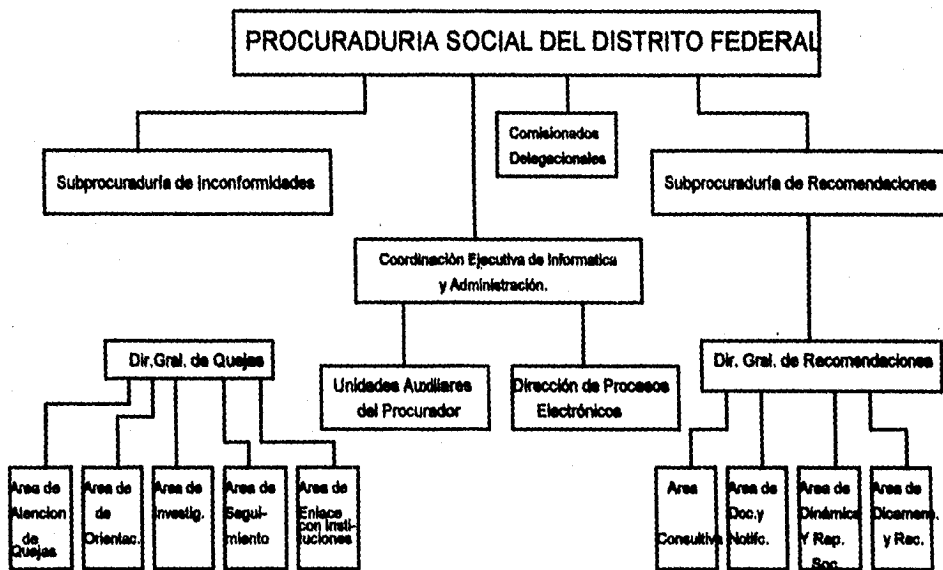 PROCURADURIA SOCIAL DEL DISTRITO FEDERAL
Comisionados
Delegacionales
Subprocuraduría de Inconformidades
Subprocuraduría de Recomendaciones
Coordinación Ejecutiva de Informatica
y Administración.
Dir.Gral. de Quejas
Dir. Gral. de Recomendaciones
Unidades Auxiliares
del Procurador
Dirección de Procesos
Electrónicos
Area de
Atencion
de
Quejas
Area de
de
Orientac.
Area de
Investig.
Area de
Segui-
miento
Area de
Enlace
con Insti-
tuciones
Area
Consultiva
Area de
Doc.y
Notifc.
Area de
Dinámica
Y Rap.
Soc.
Area de
Dicamem.
y Rec.